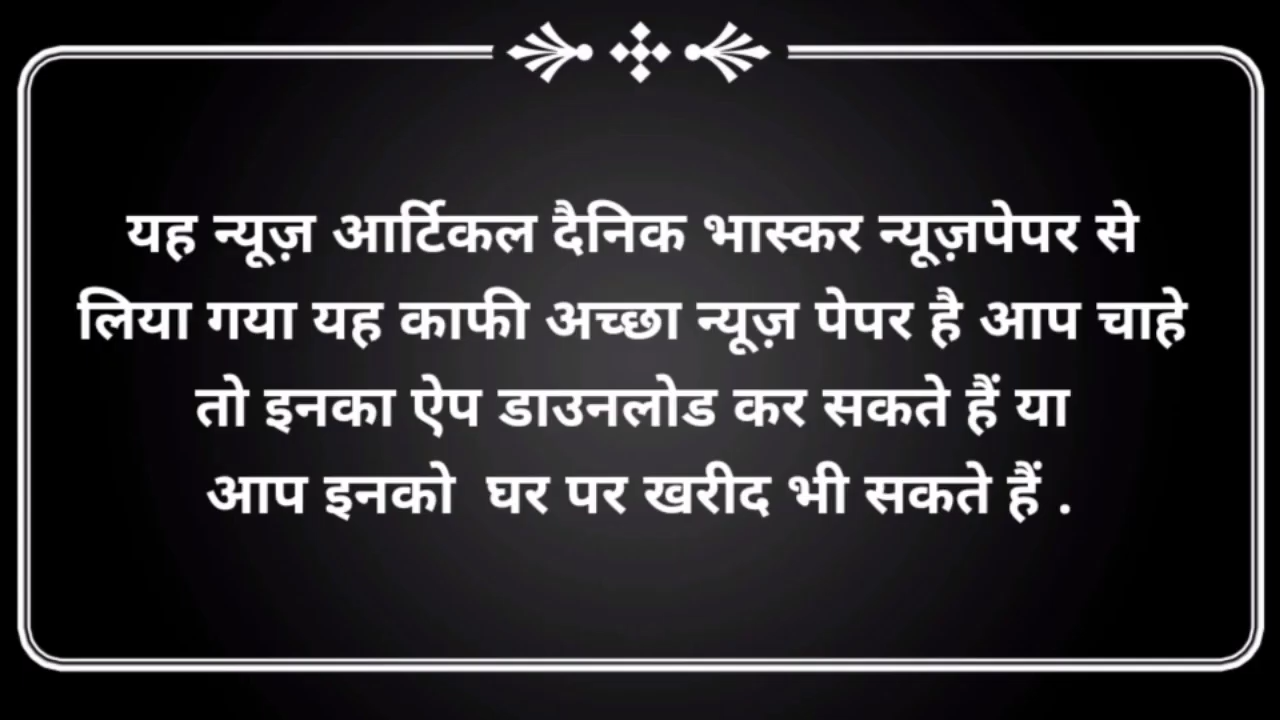 यह न्यूज़ आर्टिकल दैनिक भास्कर न्यूज़पेपर से
लिया गया यह काफी अच्छा न्यूज़ पेपर है आप चाहे
तो इनका ऐप डाउनलोड कर सकते हैं या
आप इनको घर पर खरीद भी सकते हैं .